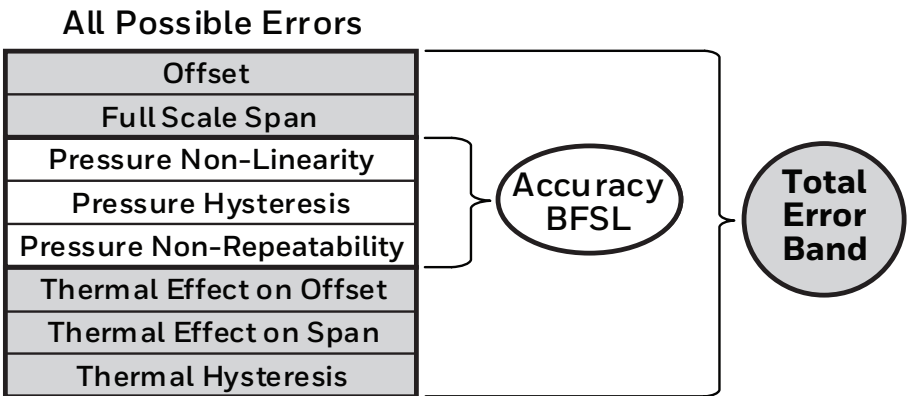 All Possible Errors
Offset
Full Scale Span
Pressure Non-Linearity
Pressure Hysteresis
Pressure Non-Repeatability
Thermal Effect on Offset
Thermal Effect on Span
Thermal Hysteresis
Accuracy
BFSL
Total
Error
Band